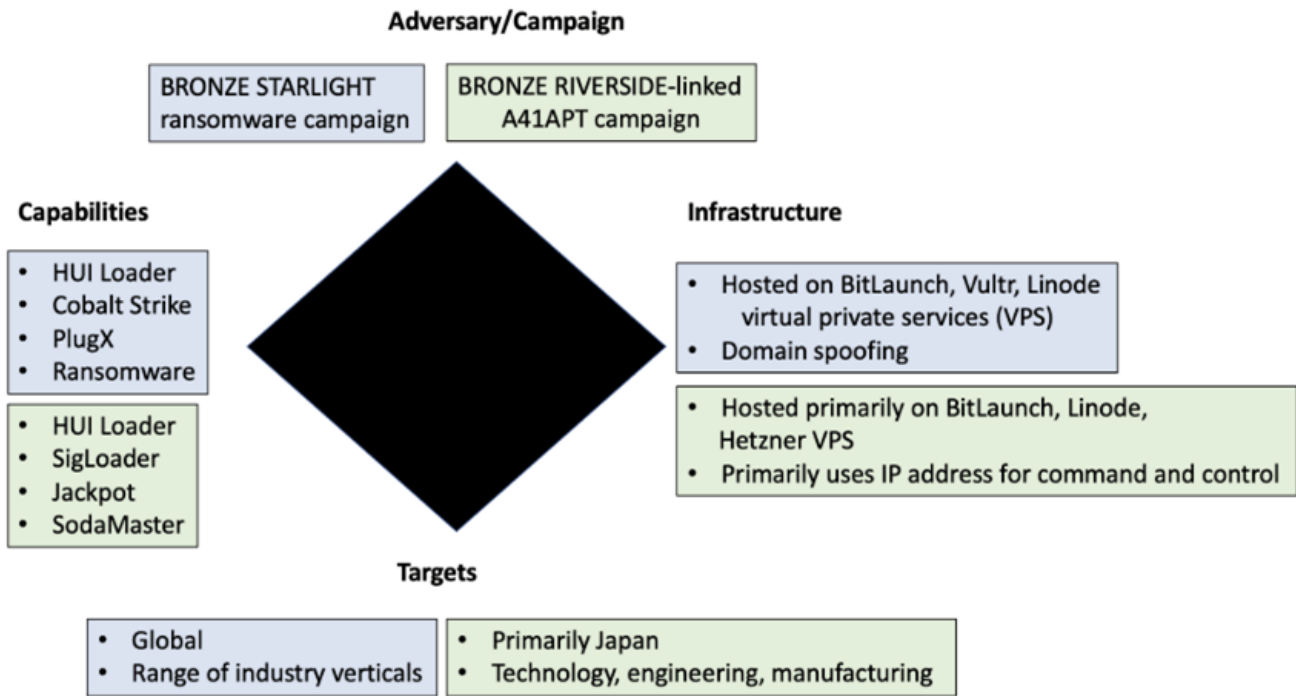 Adversary/Campaign
BRONZE STARLIGHT
ransomware campaign
BRONZE RIVERSIDE-linked
A41APT campaign
Capabilities
• HUI Loader
• Cobalt Strike
• PlugX
• Ransomware
• HUI Loader
• SigLoader
• Jackpot
• SodaMaster
Infrastructure
• Hosted on BitLaunch, Vultr, Linode
virtual private services (VPS)
• Domain spoofing
• Hosted primarily on BitLaunch, Linode,
Hetzner VPS
• Primarily uses IP address for command and control
Targets
• Global
• Range of industry verticals
• Primarily Japan
• Technology, engineering, manufacturing